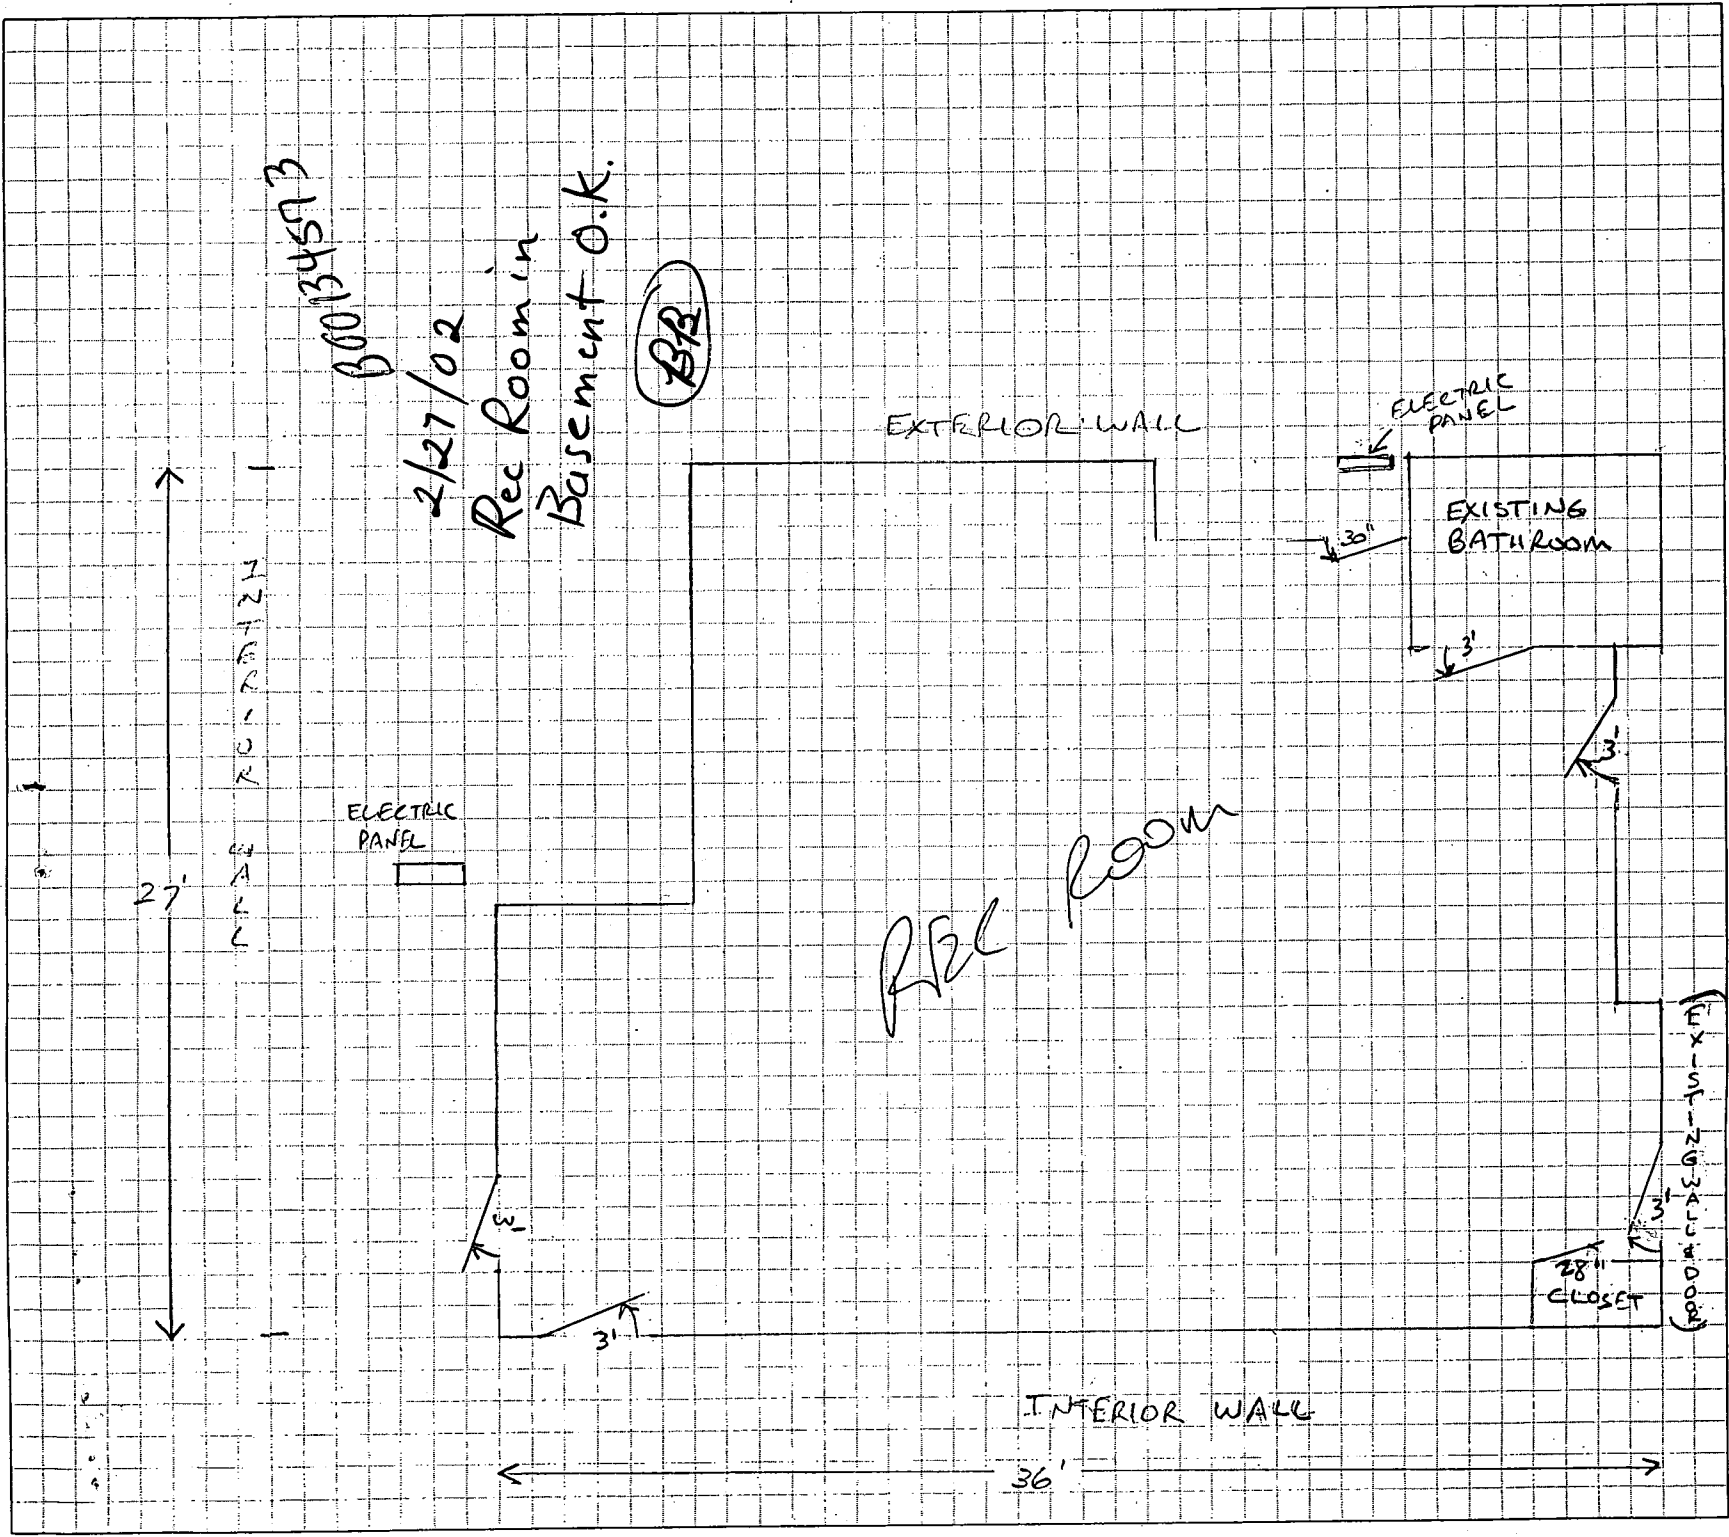 B00134573
2/27/02
Rec Room in
Basement O.K.
BB
EXTERIOR WALL
ELECTRIC
PANEL
EXISTING
BATHROOM
30"
3'
3'
INTERIOR WALL
ELECTRIC
PANEL
27'
REC ROOM
(EXISTING WALL & DOOR)
3'
3'
28"
CLOSET
3'
INTERIOR WALL
36'